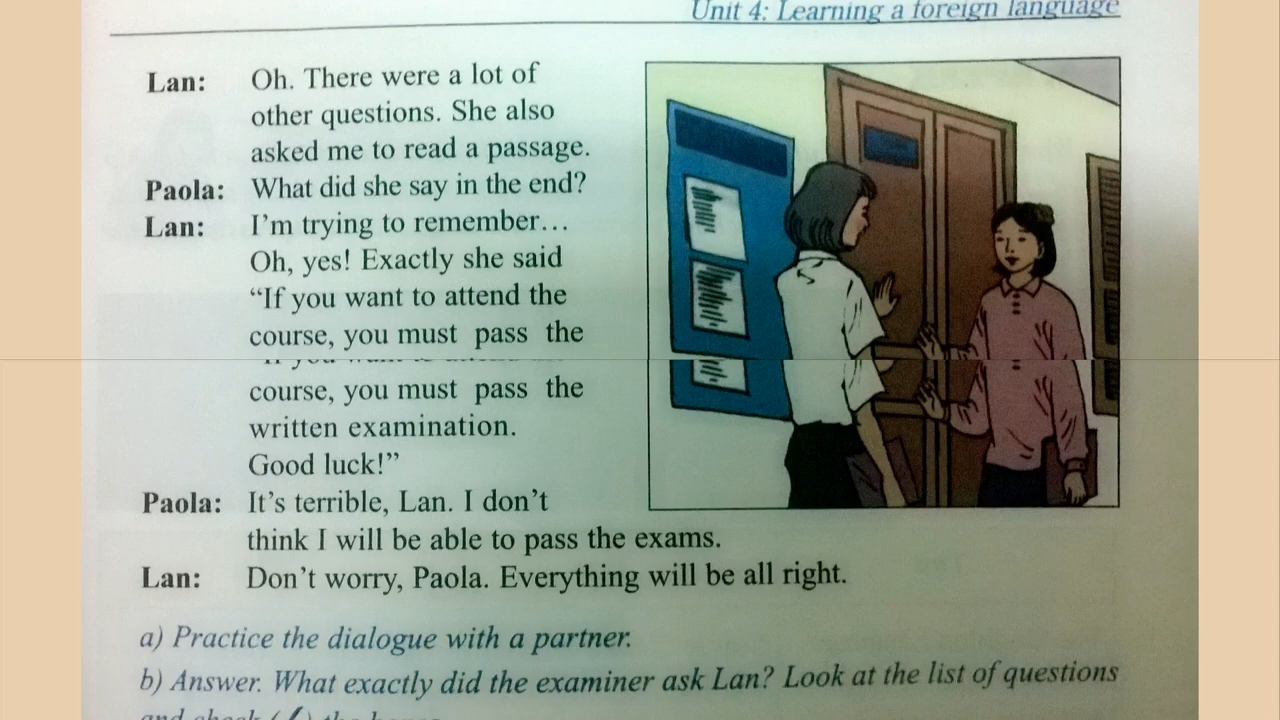 Unit 4: Learning a foreign language
Lan: Oh. There were a lot of
other questions. She also
asked me to read a passage.
Paola: What did she say in the end?
Lan: I'm trying to remember…
Oh, yes! Exactly she said
“If you want to attend the
course, you must pass the
course, you must pass the
written examination.
Good luck!”
Paola: It's terrible, Lan. I don't
think I will be able to pass the exams.
Lan: Don't worry, Paola. Everything will be all right.
a) Practice the dialogue with a partner.
b) Answer. What exactly did the examiner ask Lan? Look at the list of questions